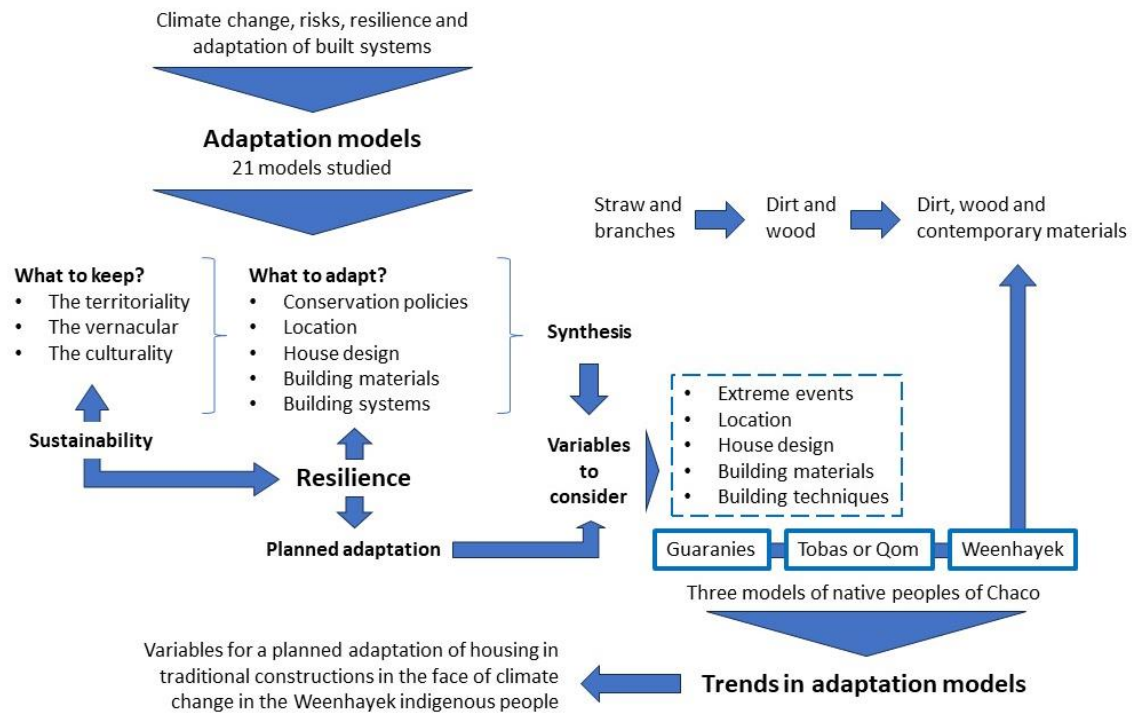 Climate change, risks, resilience and
adaptation of built systems
Adaptation models
21 models studied
Straw and
branches
Dirt and
wood
Dirt, wood and
contemporary materials
What to keep?
• The territoriality
• The vernacular
• The culturality
What to adapt?
• Conservation policies
• Location
• House design
• Building materials
• Building systems
Synthesis
Sustainability
Resilience
Planned adaptation
Variables
to
consider
• Extreme events
• Location
• House design
• Building materials
• Building techniques
Guaranies
Tobas or Qom
Weenhayek
Three models of native peoples of Chaco
Trends in adaptation models
Variables for a planned adaptation of housing in
traditional constructions in the face of climate
change in the Weenhayek indigenous people